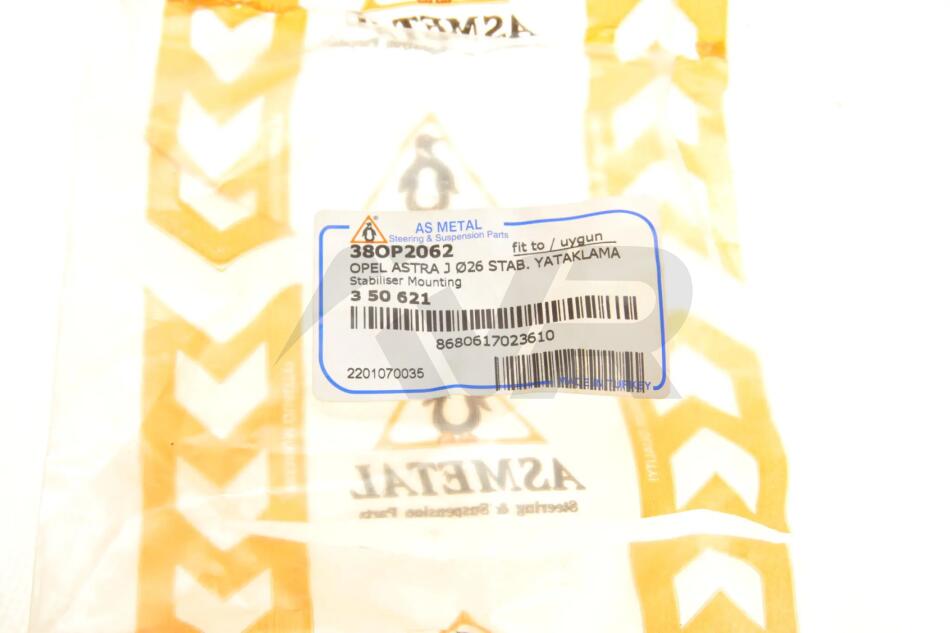 ASMETAL
AS METAL
Steering & Suspension Parts
38OP2062 fit to / uygun
OPEL ASTRA J Ø26 STAB. YATAKLAMA
Stabiliser Mounting
3 50 621
8680617023610
2201070035
MADE IN TURKEY
ASMETAL
Steering & Suspension Parts